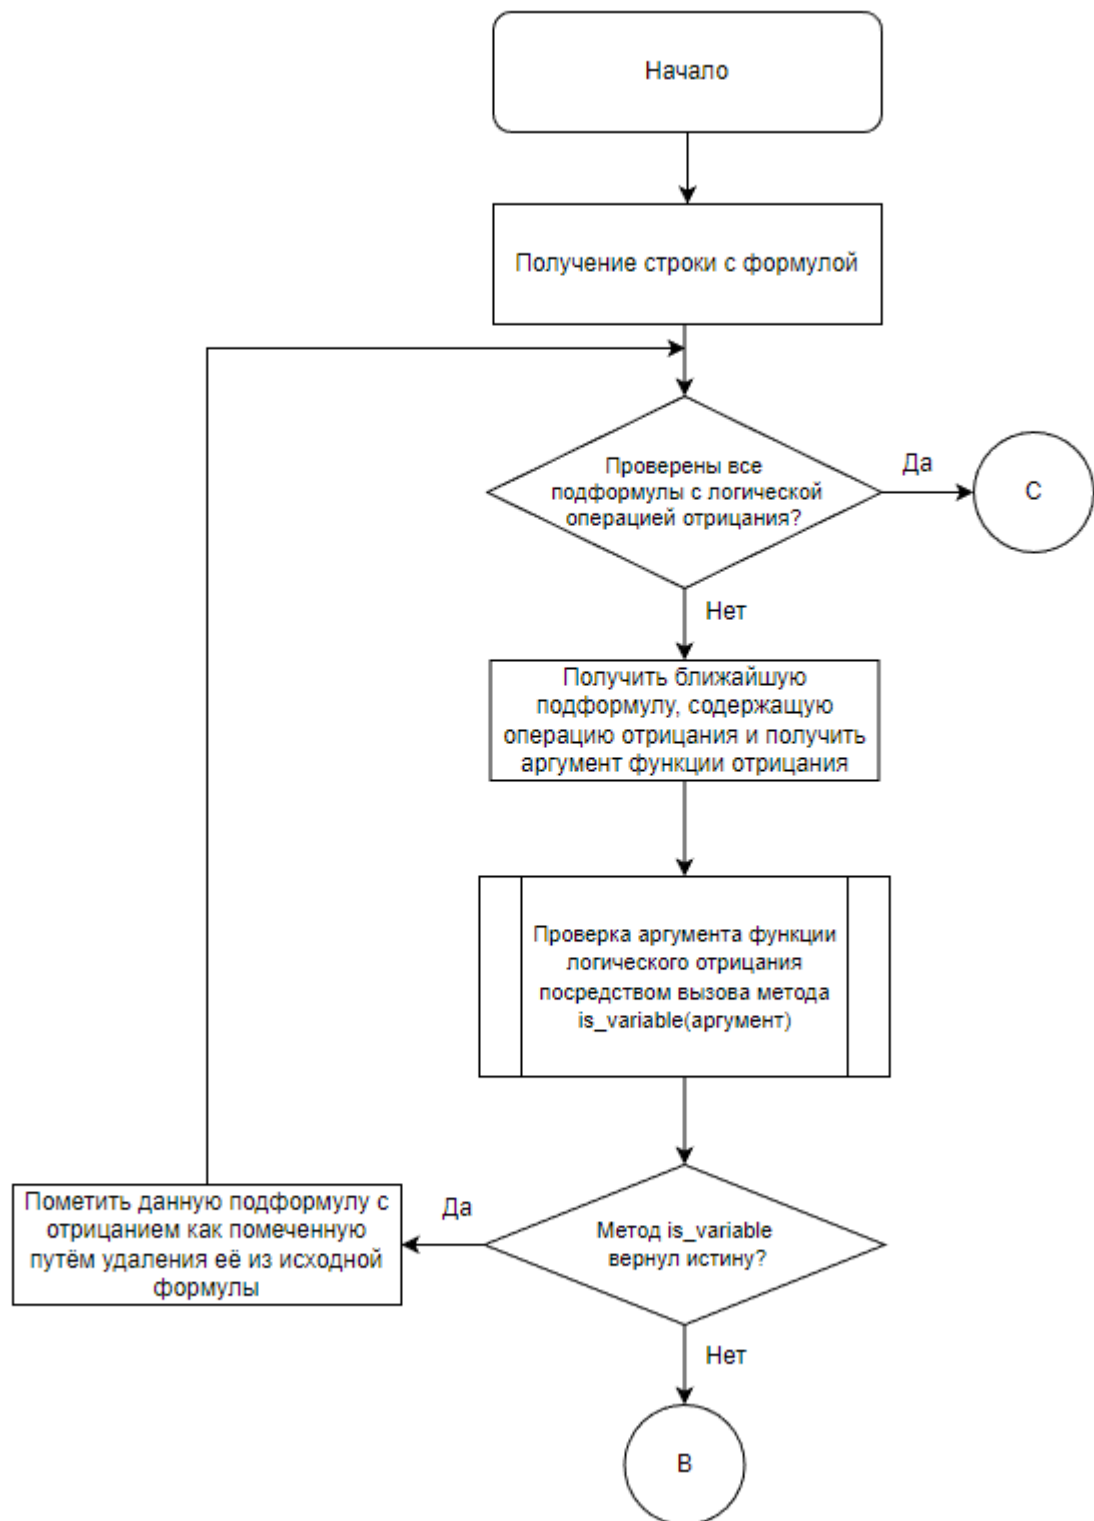 Начало
Получение строки с формулой
Проверены все
подформулы с логической
операцией отрицания?
Да
C
Нет
Получить ближайшую
подформулу, содержащую
операцию отрицания и получить
аргумент функции отрицания
Проверка аргумента функции
логического отрицания
посредством вызова метода
is_variable(аргумент)
Метод is_variable
вернул истину?
Да
Пометить данную подформулу с
отрицанием как помеченную
путём удаления её из исходной
формулы
Нет
B